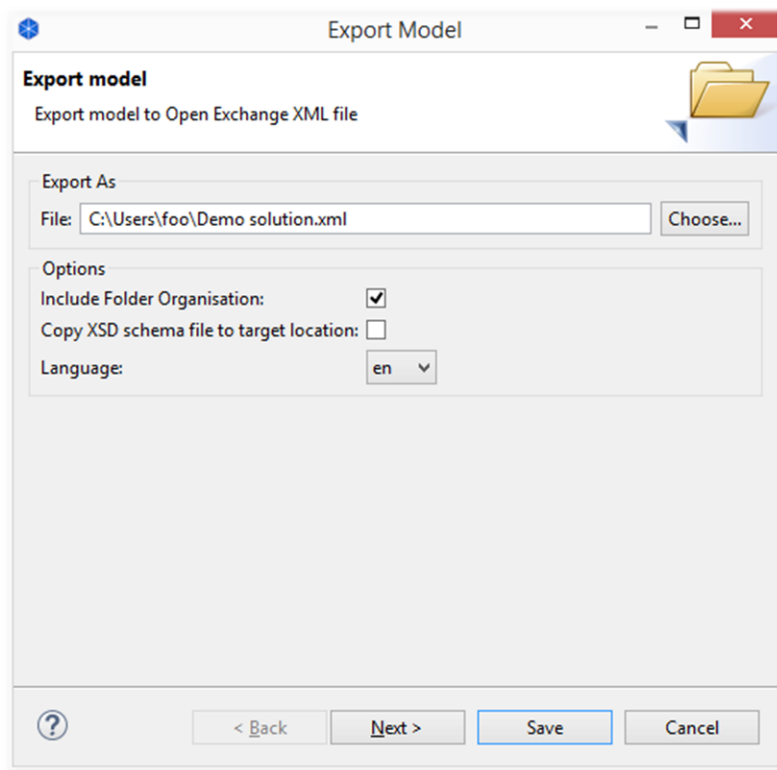 Export Model
Export model
Export model to Open Exchange XML file
Export As
File: C:\Users\foo\Demo solution.xml Choose...
Options
Include Folder Organisation:
Copy XSD schema file to target location:
Language: en
? < Back Next > Save Cancel